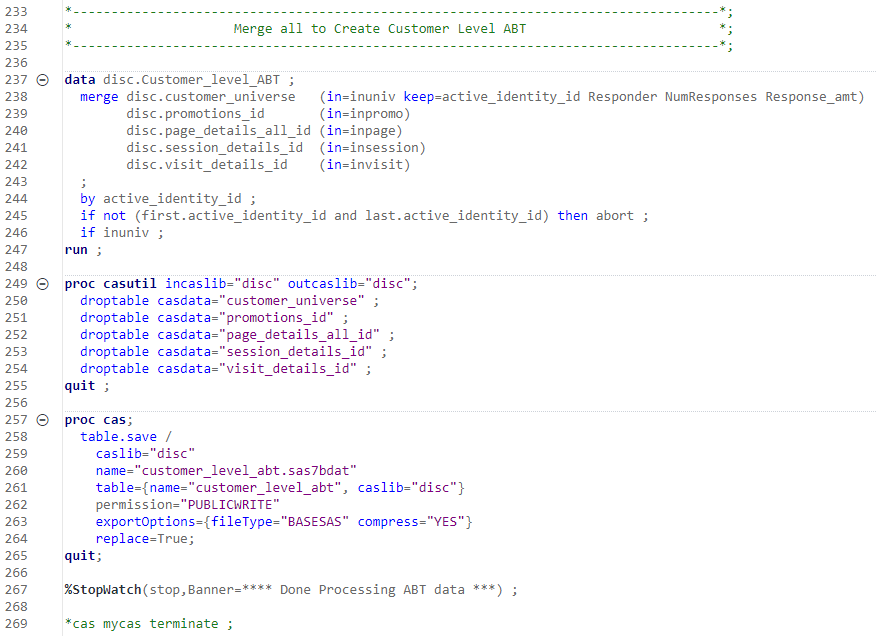 233 *------------------------------------------------------------------------------------*;
234 * Merge all to Create Customer Level ABT *;
235 *------------------------------------------------------------------------------------*;
236
237 data disc.Customer_level_ABT ;
238 merge disc.customer_universe (in=inuniv keep=active_identity_id Responder NumResponses Response_amt)
239 disc.promotions_id (in=inpromo)
240 disc.page_details_all_id (in=inpage)
241 disc.session_details_id (in=insession)
242 disc.visit_details_id (in=invisit)
243 ;
244 by active_identity_id ;
245 if not (first.active_identity_id and last.active_identity_id) then abort ;
246 if inuniv ;
247 run ;
248
249 proc casutil incaslib="disc" outcaslib="disc";
250 droptable casdata="customer_universe" ;
251 droptable casdata="promotions_id" ;
252 droptable casdata="page_details_all_id" ;
253 droptable casdata="session_details_id" ;
254 droptable casdata="visit_details_id" ;
255 quit ;
256
257 proc cas;
258 table.save /
259 caslib="disc"
260 name="customer_level_abt.sas7bdat"
261 table={name="customer_level_abt", caslib="disc"}
262 permission="PUBLICWRITE"
263 exportOptions={fileType="BASESAS" compress="YES"}
264 replace=True;
265 quit;
266
267 %StopWatch(stop,Banner=**** Done Processing ABT data ***) ;
268
269 *cas mycas terminate ;